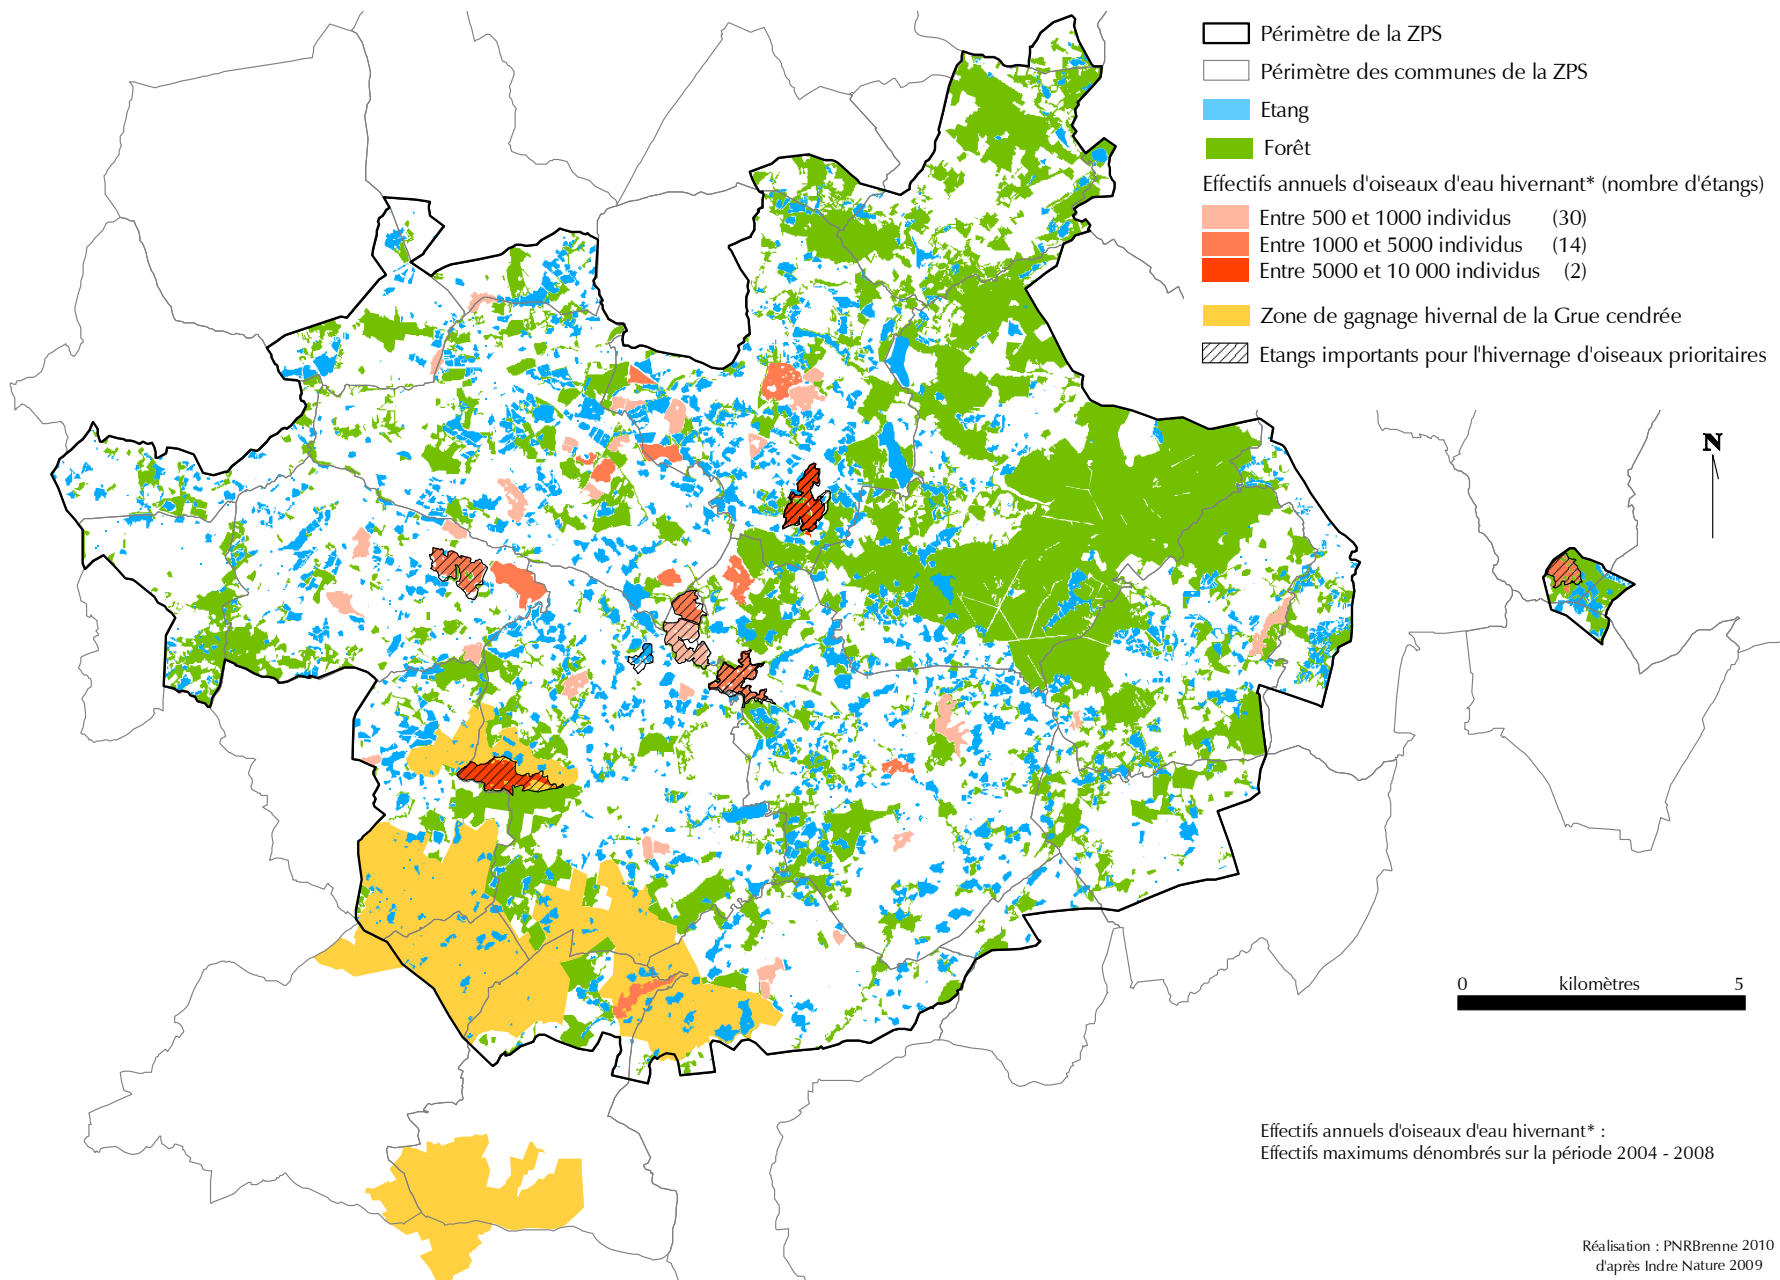 Périmètre de la ZPS
Périmètre des communes de la ZPS
Etang
Forêt
Effectifs annuels d'oiseaux d'eau hivernant* (nombre d'étangs)
Entre 500 et 1000 individus (30)
Entre 1000 et 5000 individus (14)
Entre 5000 et 10 000 individus (2)
Zone de gagnage hivernal de la Grue cendrée
Etangs importants pour l'hivernage d'oiseaux prioritaires
N
0 kilomètres 5
Effectifs annuels d'oiseaux d'eau hivernant* :
Effectifs maximums dénombrés sur la période 2004 - 2008
Réalisation : PNRBrenne 2010
d'après Indre Nature 2009